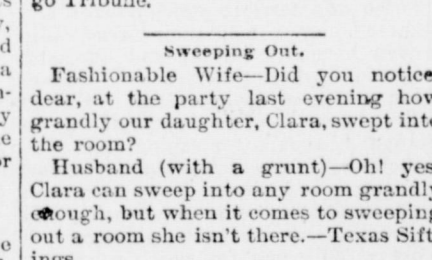 go Tribune.
Sweeping Out.
Fashionable Wife—Did you notice
dear, at the party last evening how
grandly our daughter, Clara, swept into
the room?
Husband (with a grunt)—Oh! yes
Clara can sweep into any room grandly
enough, but when it comes to sweeping
out a room she isn't there.—Texas Sift
ings.